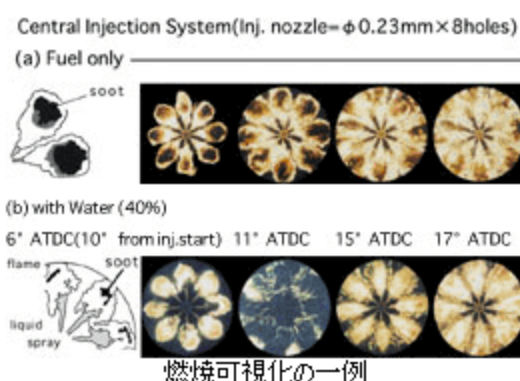 Central Injection System(Inj. nozzle=φ0.23mm×8holes)
(a) Fuel only
soot
(b) with Water (40%)
6° ATDC(10° from inj.start) 11° ATDC 15° ATDC 17° ATDC
flame
soot
liquid
spray
燃焼可視化の一例